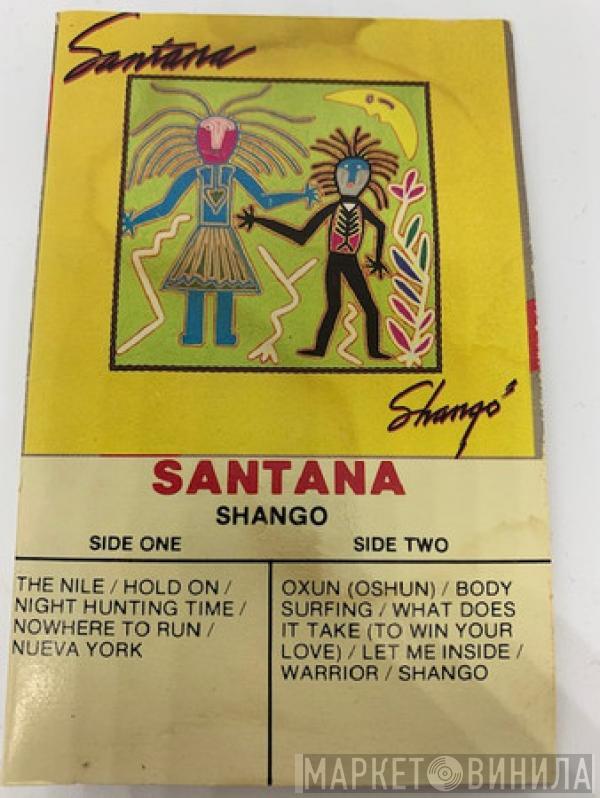 Santana
Shangó
SANTANA
SHANGO
SIDE ONE
THE NILE / HOLD ON /
NIGHT HUNTING TIME /
NOWHERE TO RUN /
NUEVA YORK
SIDE TWO
OXUN (OSHUN) / BODY
SURFING / WHAT DOES
IT TAKE (TO WIN YOUR
LOVE) / LET ME INSIDE /
WARRIOR / SHANGO
МАРКЕТ ВИНИЛА